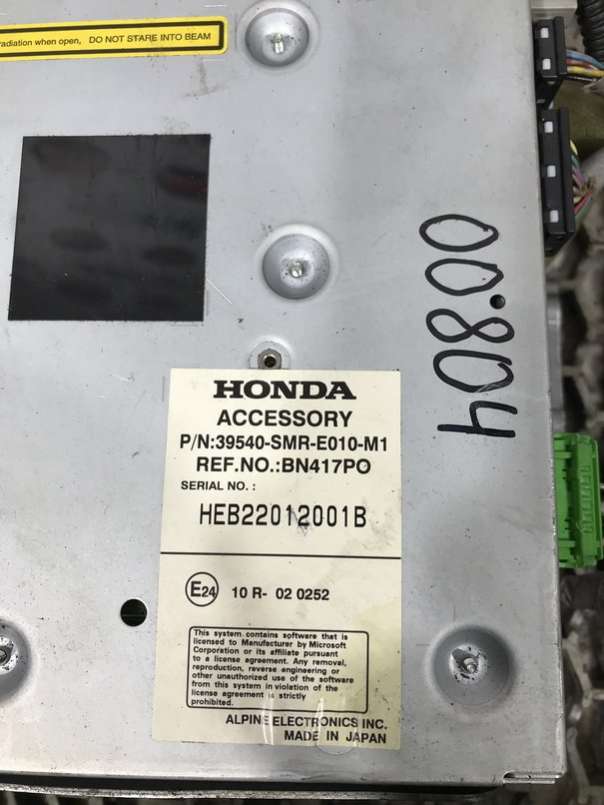 radiation when open, DO NOT STARE INTO BEAM
00.804
HONDA
ACCESSORY
P/N:39540-SMR-E010-M1
REF.NO.:BN417PO
SERIAL NO. :
HEB22012001B
E24 10 R- 02 0252
This system contains software that is
licensed to Manufacturer by Microsoft
Corporation or its affiliate pursuant
to a license agreement. Any removal,
reproduction, reverse engineering or
other unauthorized use of the software
from this system in violation of the
license agreement is strictly
prohibited.
ALPINE ELECTRONICS INC.
MADE IN JAPAN